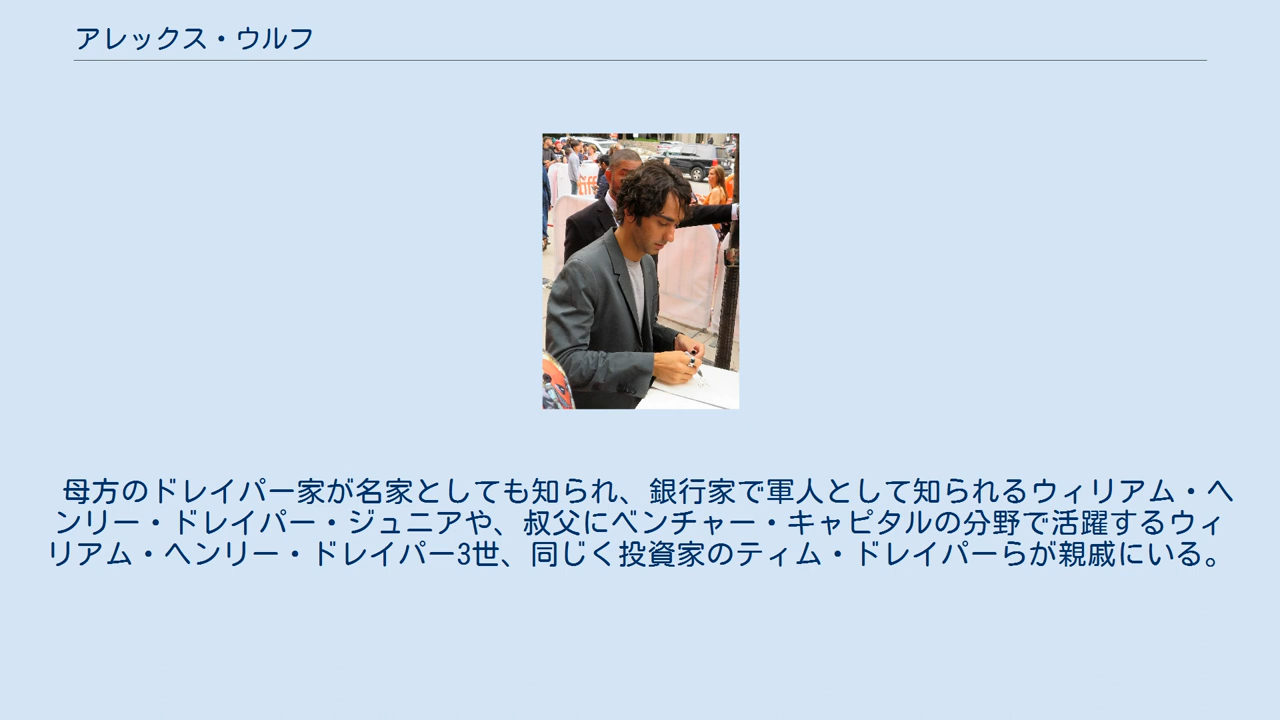 アレックス・ウルフ
tiff
母方のドレイパー家が名家としても知られ、銀行家で軍人として知られるウィリアム・ヘ
ンリー・ドレイパー・ジュニアや、叔父にベンチャー・キャピタルの分野で活躍するウィ
リアム・ヘンリー・ドレイパー3世、同じく投資家のティム・ドレイパーらが親戚にいる。